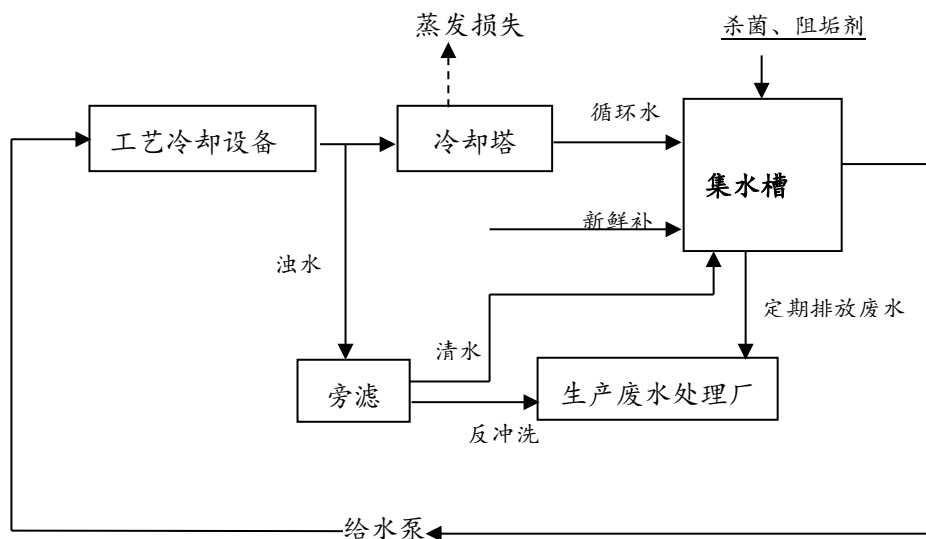 蒸发损失
杀菌、阻垢剂
工艺冷却设备
冷却塔
循环水
集水槽
新鲜补
浊水
定期排放废水
清水
旁滤
生产废水处理厂
反冲洗
给水泵